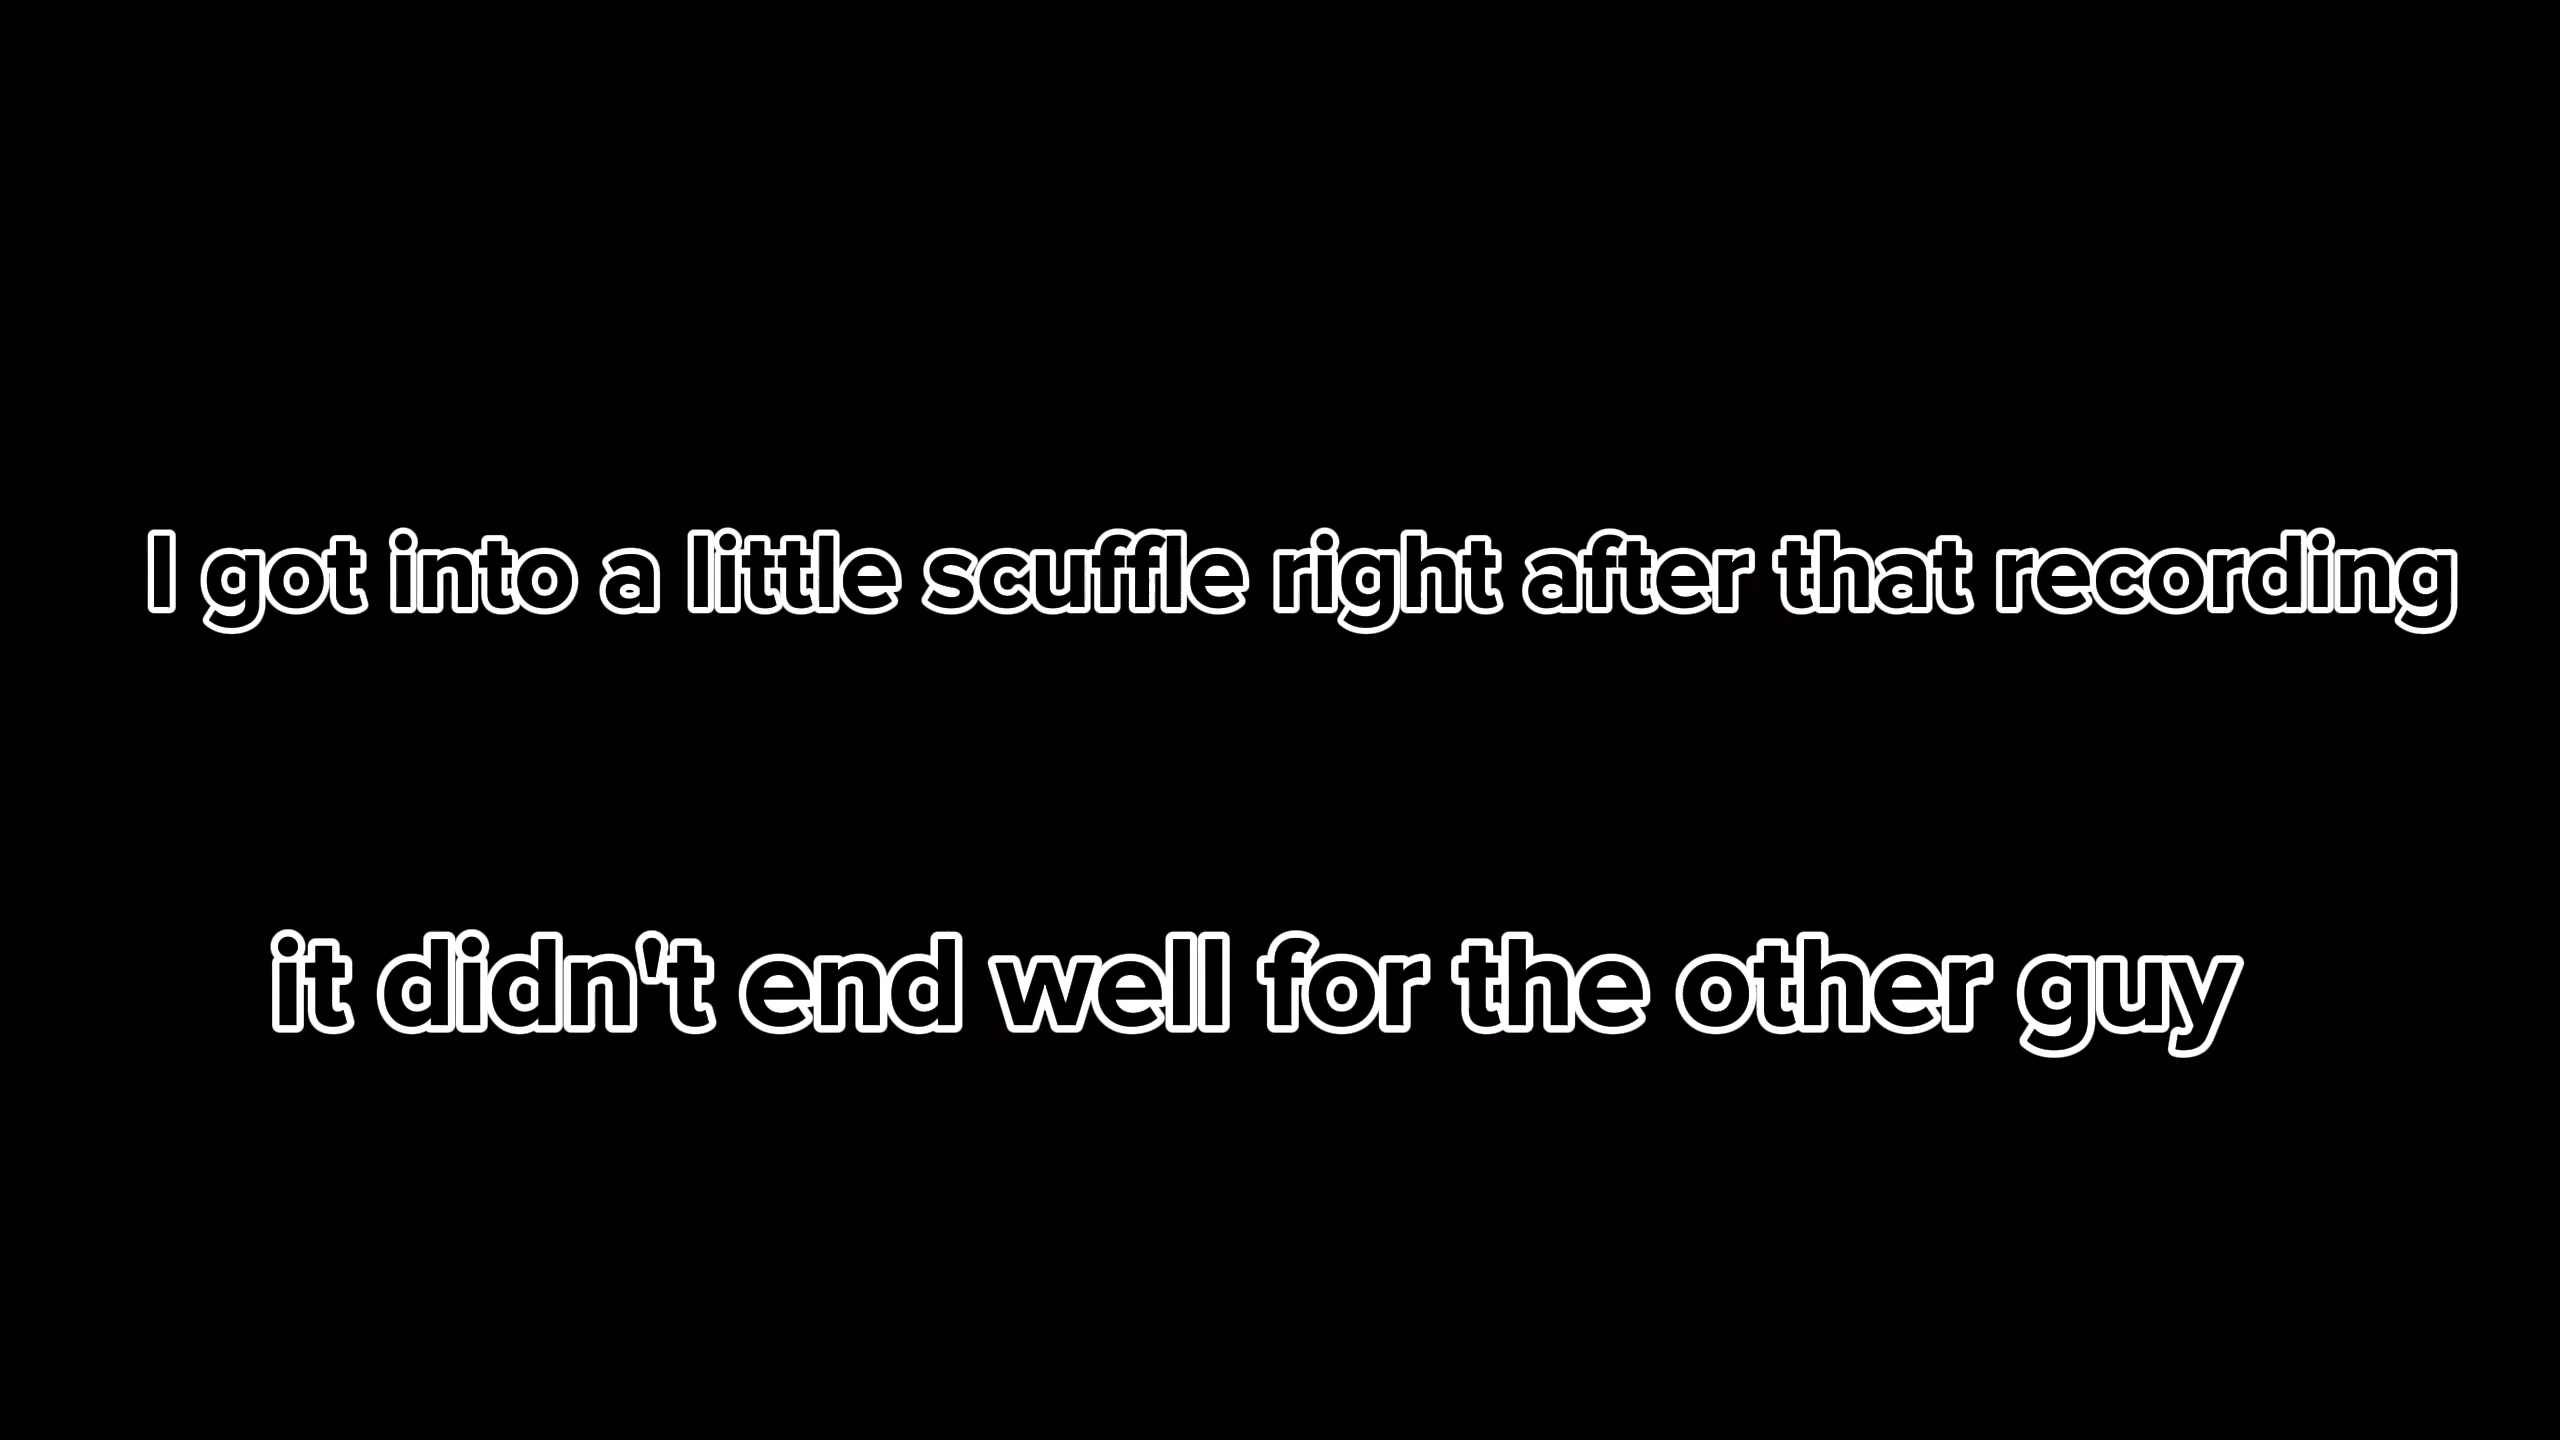 I got into a little scuffle right after that recording
it didn't end well for the other guy